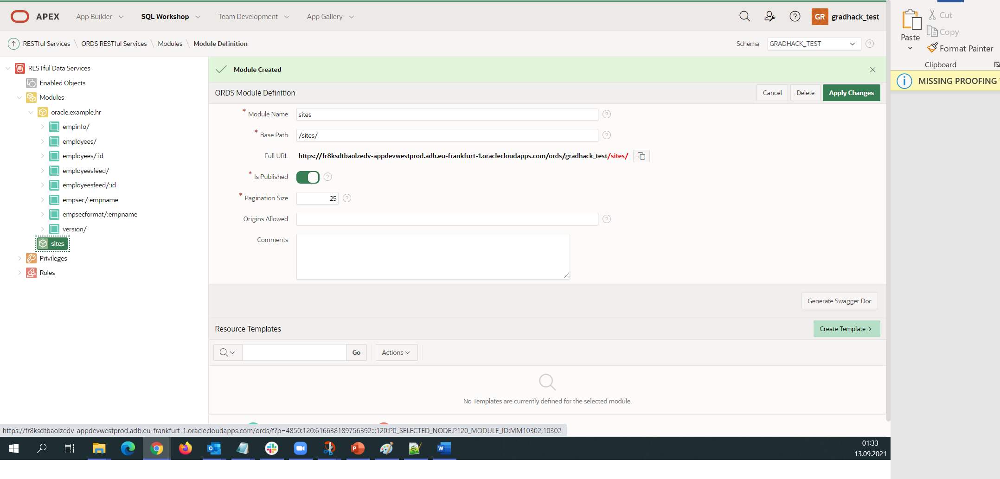 APEX App Builder SQL Workshop Team Development App Gallery GR gradhack_test
RESTful Services \ ORDS RESTful Services \ Modules \ Module Definition Schema GRADHACK_TEST
RESTful Data Services
Enabled Objects
Modules
oracle.example.hr
empinfo/
employees/
employees/:id
employeesfeed/
employeesfeed/:id
empsec/:empname
empsecformat/:empname
version/
sites
Privileges
Roles
Module Created
ORDS Module Definition Cancel Delete Apply Changes
* Module Name sites
* Base Path /sites/
Full URL https://fr8ksdtbaolzedv-appdevwestprod.adb.eu-frankfurt-1.oraclecloudapps.com/ords/gradhack_test/sites/
* Is Published
* Pagination Size 25
Origins Allowed
Comments
Generate Swagger Doc
Resource Templates Create Template >
Go Actions
No Templates are currently defined for the selected module.
https://fr8ksdtbaolzedv-appdevwestprod.adb.eu-frankfurt-1.oraclecloudapps.com/ords/f?p=4850:120:616638189756392:::120:P0_SELECTED_NODE,P120_MODULE_ID:MM10302,10302
01:33
13.09.2021
Paste
Cut
Copy
Format Painter
Clipboard
MISSING PROOFING